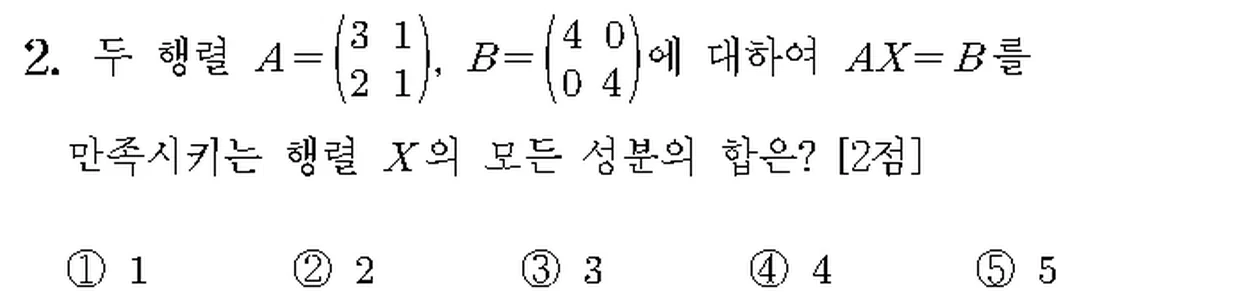 2. 두 행렬 A=(3 1; 2 1), B=(4 0; 0 4)에 대하여 AX=B를
만족시키는 행렬 X의 모든 성분의 합은? [2점]
① 1 ② 2 ③ 3 ④ 4 ⑤ 5